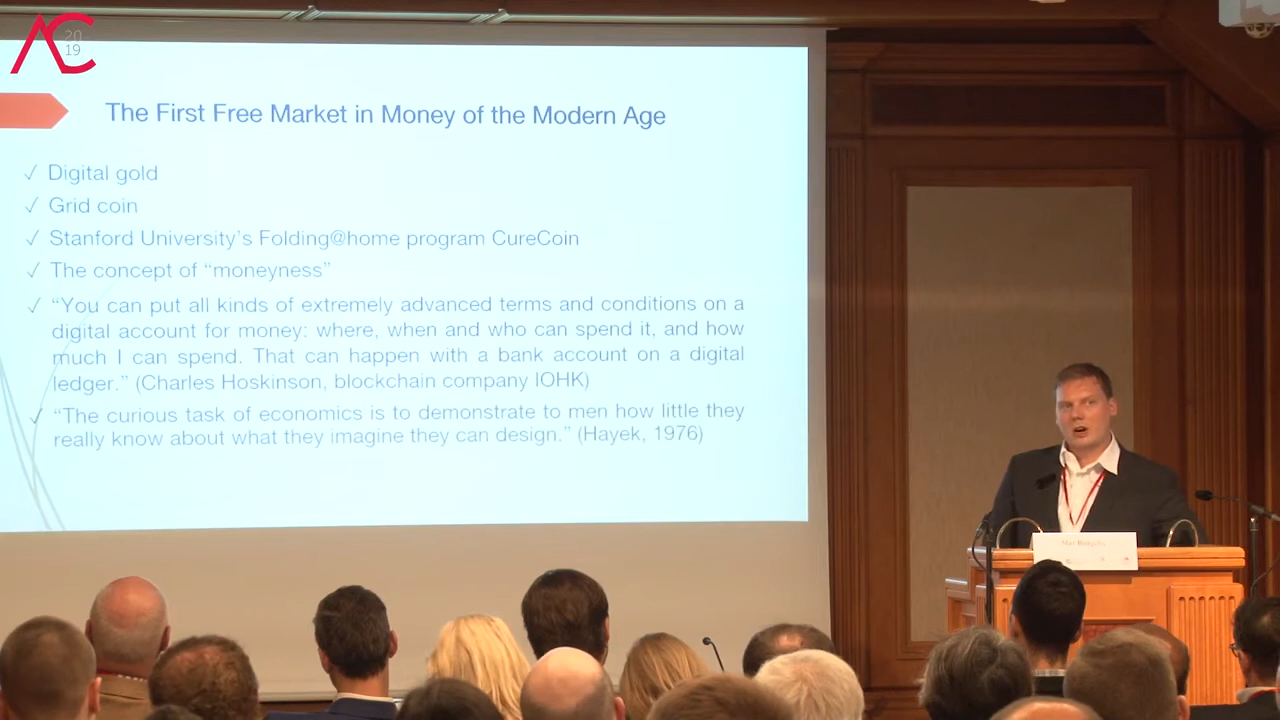 20
19
The First Free Market in Money of the Modern Age
✓ Digital gold
✓ Grid coin
✓ Stanford University's Folding@home program CureCoin
✓ The concept of “moneyness”
✓ “You can put all kinds of extremely advanced terms and conditions on a
digital account for money: where, when and who can spend it, and how
much I can spend. That can happen with a bank account on a digital
ledger.” (Charles Hoskinson, blockchain company IOHK)
✓ “The curious task of economics is to demonstrate to men how little they
really know about what they imagine they can design.” (Hayek, 1976)